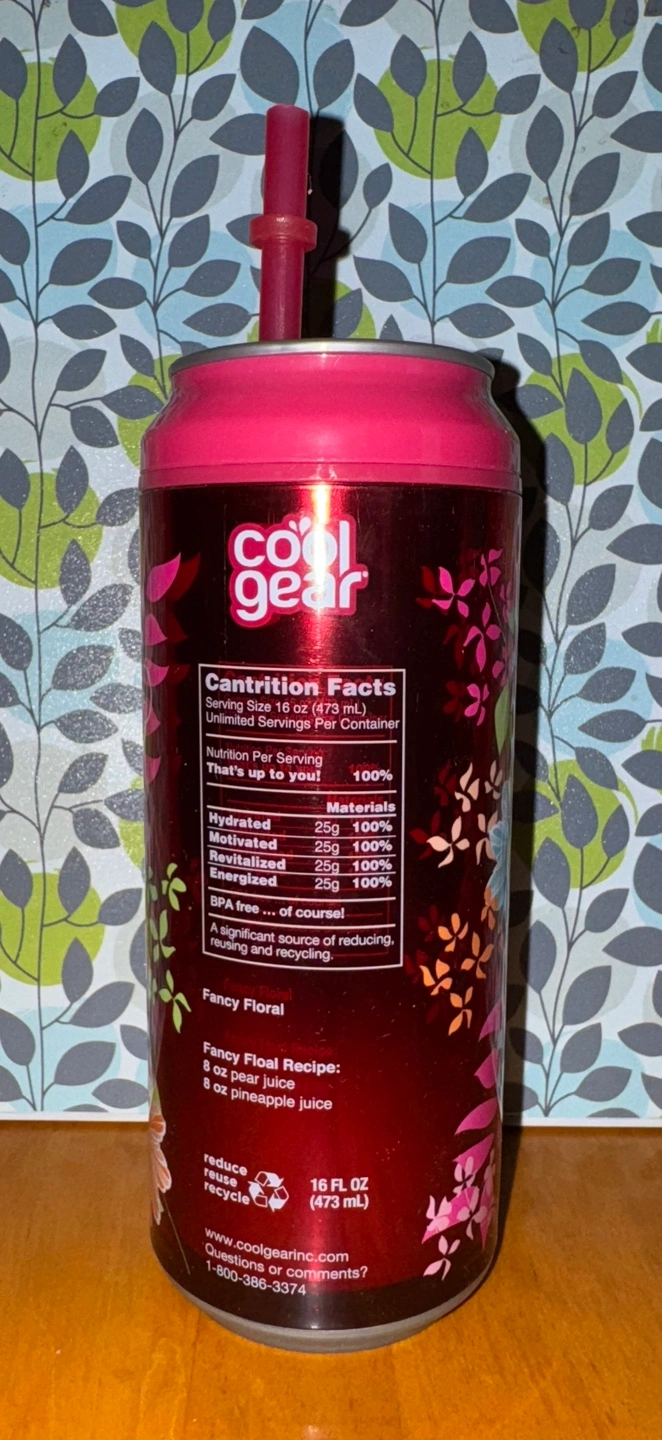 cool
gear
Cantrition Facts
Serving Size 16 oz (473 mL)
Unlimited Servings Per Container
Nutrition Per Serving
That's up to you! 100%
Materials
Hydrated 25g 100%
Motivated 25g 100%
Revitalized 25g 100%
Energized 25g 100%
BPA free ... of course!
A significant source of reducing,
reusing and recycling.
Fancy Floral
Fancy Floal Recipe:
8 oz pear juice
8 oz pineapple juice
reduce
reuse
recycle
16 FL OZ
(473 mL)
www.coolgearinc.com
Questions or comments?
1-800-386-3374